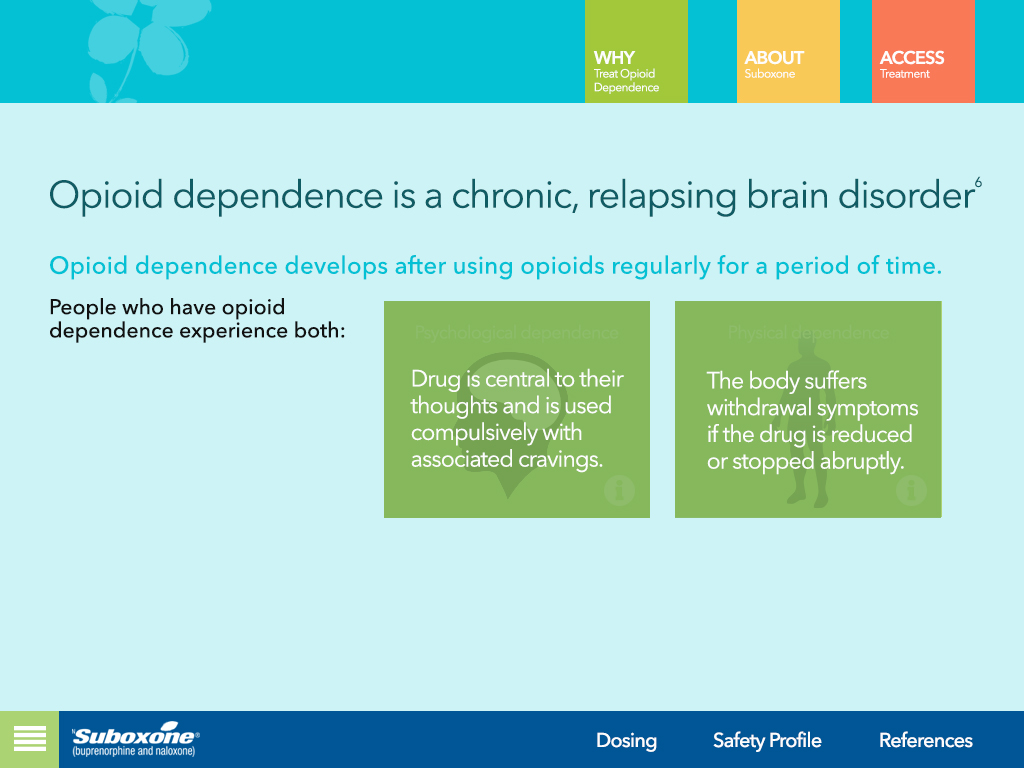 WHY
Treat Opioid
Dependence
ABOUT
Suboxone
ACCESS
Treatment
Opioid dependence is a chronic, relapsing brain disorder6
Opioid dependence develops after using opioids regularly for a period of time.
People who have opioid
dependence experience both:
Psychological dependence
Drug is central to their
thoughts and is used
compulsively with
associated cravings.
Physical dependence
The body suffers
withdrawal symptoms
if the drug is reduced
or stopped abruptly.
Suboxone®
(buprenorphine and naloxone)
Dosing
Safety Profile
References